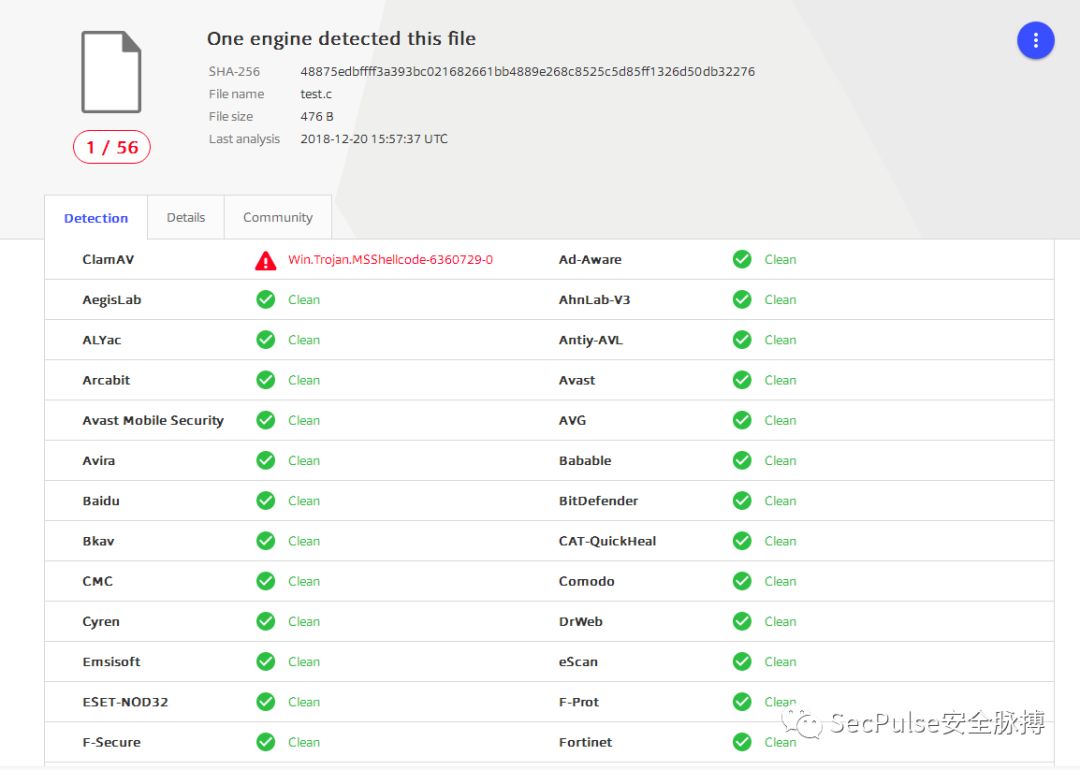 One engine detected this file
SHA-256 48875edbffff3a393bc021682661bb4889e268c8525c5d85ff1326d50db32276
File name test.c
File size 476 B
Last analysis 2018-12-20 15:57:37 UTC
1 / 56
Detection Details Community
ClamAV Win.Trojan.MSShellcode-6360729-0 Ad-Aware Clean
AegisLab Clean AhnLab-V3 Clean
ALYac Clean Antiy-AVL Clean
Arcabit Clean Avast Clean
Avast Mobile Security Clean AVG Clean
Avira Clean Babable Clean
Baidu Clean BitDefender Clean
Bkav Clean CAT-QuickHeal Clean
CMC Clean Comodo Clean
Cyren Clean DrWeb Clean
Emsisoft Clean eScan Clean
ESET-NOD32 Clean F-Prot Clean
F-Secure Clean Fortinet Clean
SecPulse安全脉搏